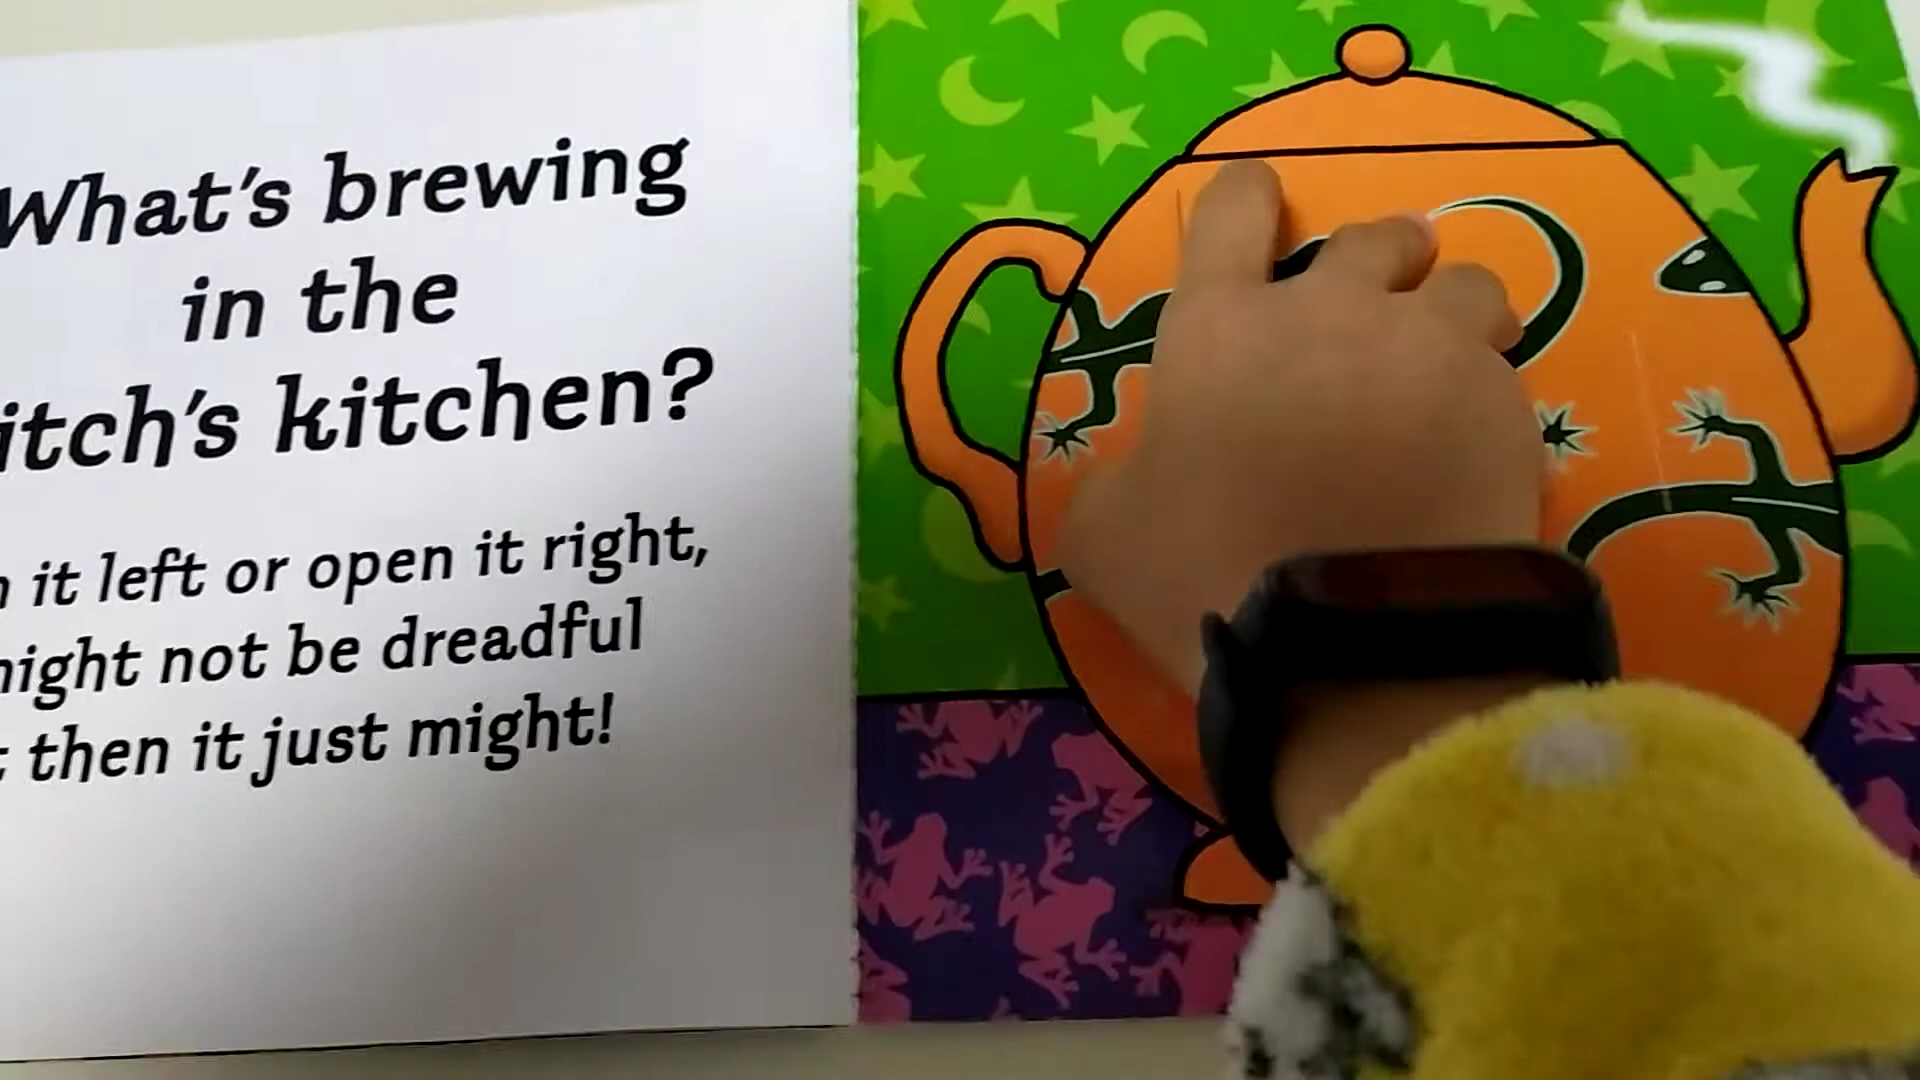 What's brewing
in the
itch's kitchen?
it left or open it right,
ight not be dreadful
then it just might!